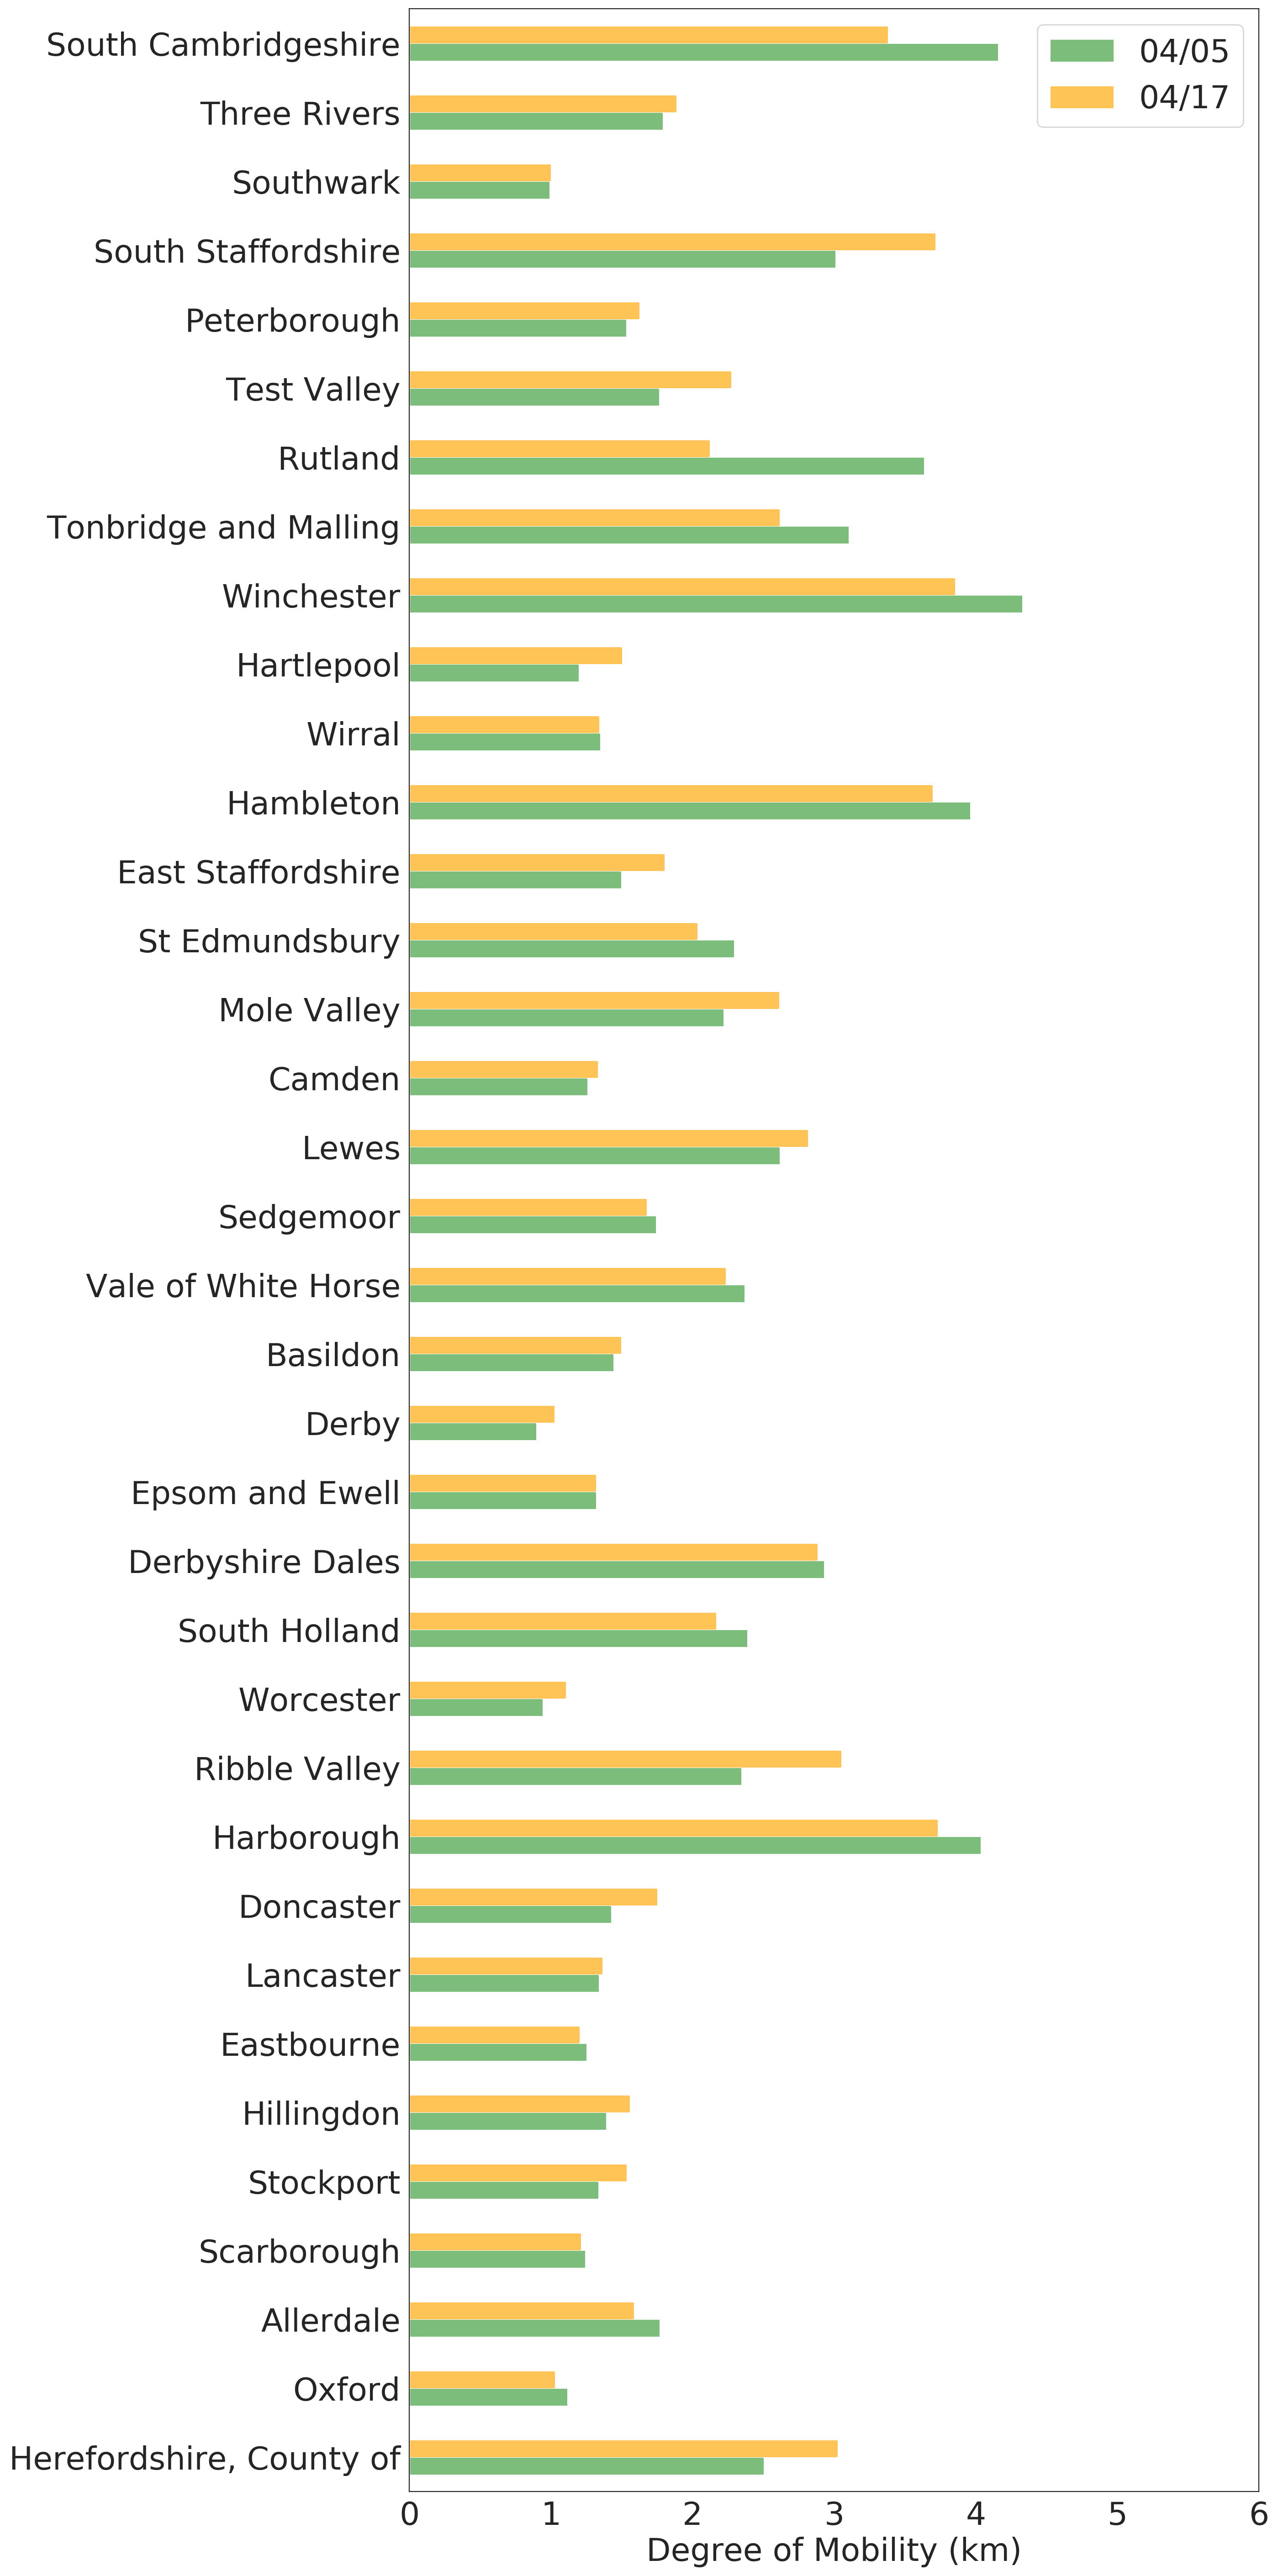 South Cambridgeshire
Three Rivers
Southwark
South Staffordshire
Peterborough
Test Valley
Rutland
Tonbridge and Malling
Winchester
Hartlepool
Wirral
Hambleton
East Staffordshire
St Edmundsbury
Mole Valley
Camden
Lewes
Sedgemoor
Vale of White Horse
Basildon
Derby
Epsom and Ewell
Derbyshire Dales
South Holland
Worcester
Ribble Valley
Harborough
Doncaster
Lancaster
Eastbourne
Hillingdon
Stockport
Scarborough
Allerdale
Oxford
Herefordshire, County of
04/05
04/17
0 1 2 3 4 5 6
Degree of Mobility (km)